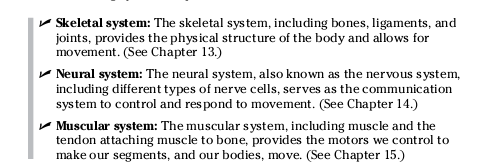 Skeletal system: The skeletal system, including bones, ligaments, and
joints, provides the physical structure of the body and allows for
movement. (See Chapter 13.)
Neural system: The neural system, also known as the nervous system,
including different types of nerve cells, serves as the communication
system to control and respond to movement. (See Chapter 14.)
Muscular system: The muscular system, including muscle and the
tendon attaching muscle to bone, provides the motors we control to
make our segments, and our bodies, move. (See Chapter 15.)